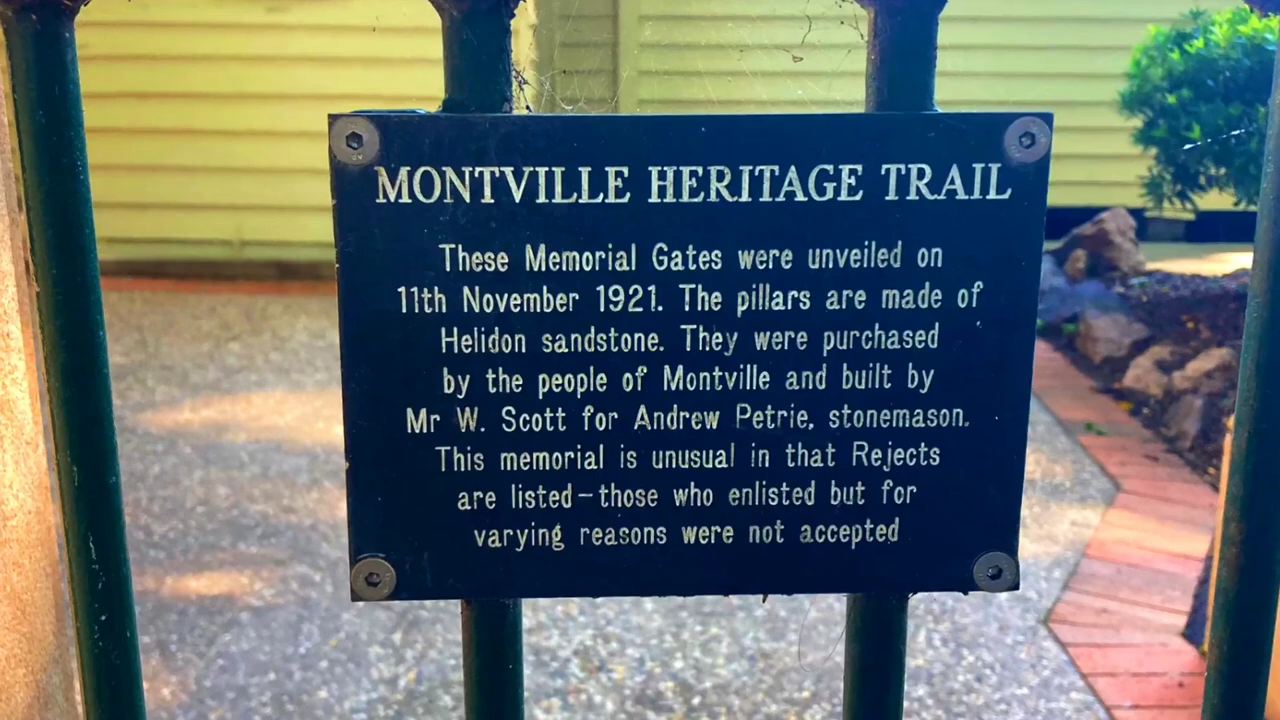 MONTVILLE HERITAGE TRAIL
These Memorial Gates were unveiled on
11th November 1921. The pillars are made of
Helidon sandstone. They were purchased
by the people of Montville and built by
Mr W. Scott for Andrew Petrie, stonemason.
This memorial is unusual in that Rejects
are listed–those who enlisted but for
varying reasons were not accepted